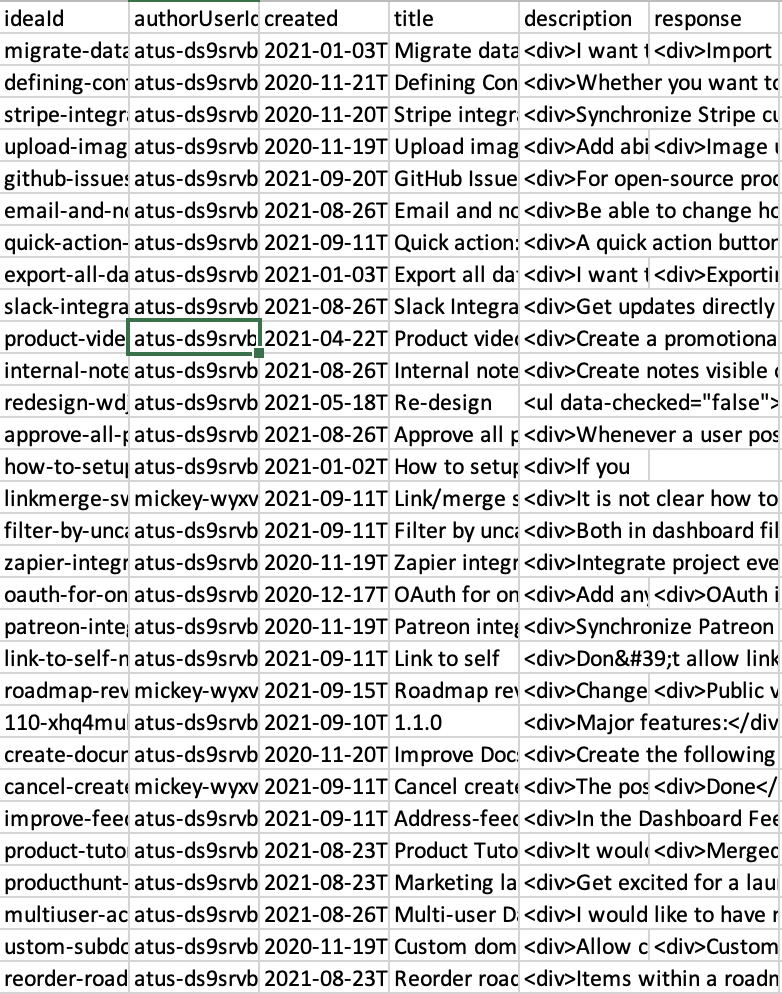 ideaId authorUserId created title description response
migrate-data atus-ds9srvb 2021-01-03T Migrate data <div>I want t <div>Import
defining-con atus-ds9srvb 2020-11-21T Defining Con <div>Whether you want to
stripe-integr atus-ds9srvb 2020-11-20T Stripe integr <div>Synchronize Stripe cu
upload-imag atus-ds9srvb 2020-11-19T Upload imag <div>Add abi <div>Image u
github-issues atus-ds9srvb 2021-09-20T GitHub Issue <div>For open-source proc
email-and-no atus-ds9srvb 2021-08-26T Email and no <div>Be able to change ho
quick-action- atus-ds9srvb 2021-09-11T Quick action: <div>A quick action button
export-all-da atus-ds9srvb 2021-01-03T Export all da <div>I want t <div>Exportin
slack-integra atus-ds9srvb 2021-08-26T Slack Integra <div>Get updates directly
product-vide atus-ds9srvb 2021-04-22T Product video <div>Create a promotiona
internal-note atus-ds9srvb 2021-08-26T Internal note <div>Create notes visible o
redesign-wdj atus-ds9srvb 2021-05-18T Re-design <ul data-checked="false">
approve-all-p atus-ds9srvb 2021-08-26T Approve all p <div>Whenever a user pos
how-to-setup atus-ds9srvb 2021-01-02T How to setup <div>If you
linkmerge-sv mickey-wyxv 2021-09-11T Link/merge s <div>It is not clear how to
filter-by-unca atus-ds9srvb 2021-09-11T Filter by unca <div>Both in dashboard fil
zapier-integr atus-ds9srvb 2020-11-19T Zapier integr <div>Integrate project eve
oauth-for-on atus-ds9srvb 2020-12-17T OAuth for on <div>Add any <div>OAuth i
patreon-integ atus-ds9srvb 2020-11-19T Patreon integ <div>Synchronize Patreon
link-to-self-n atus-ds9srvb 2021-09-11T Link to self <div>Don&#39;t allow link
roadmap-rev mickey-wyxv 2021-09-15T Roadmap rev <div>Change <div>Public v
110-xhq4mul atus-ds9srvb 2021-09-10T 1.1.0 <div>Major features:</div
create-docur atus-ds9srvb 2020-11-20T Improve Doc <div>Create the following
cancel-create mickey-wyxv 2021-09-11T Cancel create <div>The pos <div>Done</
improve-feed atus-ds9srvb 2021-09-11T Address-feed <div>In the Dashboard Fee
product-tuto atus-ds9srvb 2021-08-23T Product Tuto <div>It would <div>Merged
producthunt- atus-ds9srvb 2021-08-23T Marketing la <div>Get excited for a lau
multiuser-ac atus-ds9srvb 2021-08-26T Multi-user D <div>I would like to have
ustom-subdo atus-ds9srvb 2020-11-19T Custom dom <div>Allow c <div>Custom
reorder-road atus-ds9srvb 2021-08-23T Reorder road <div>Items within a roadn